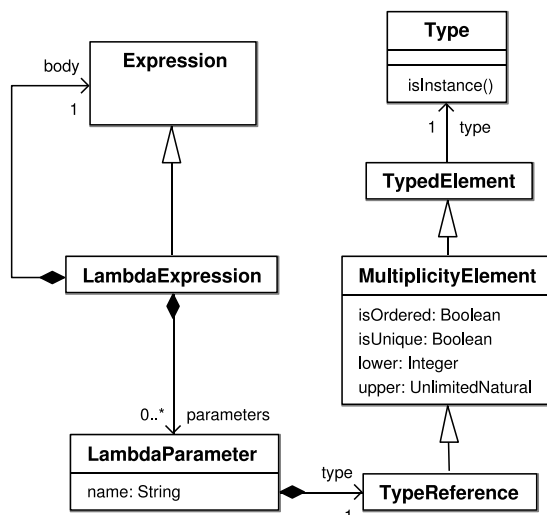 Expression
body
1
Type
isInstance()
1 type
TypedElement
LambdaExpression
MultiplicityElement
isOrdered: Boolean
isUnique: Boolean
lower: Integer
upper: UnlimitedNatural
0..* parameters
LambdaParameter
name: String
type
1
TypeReference